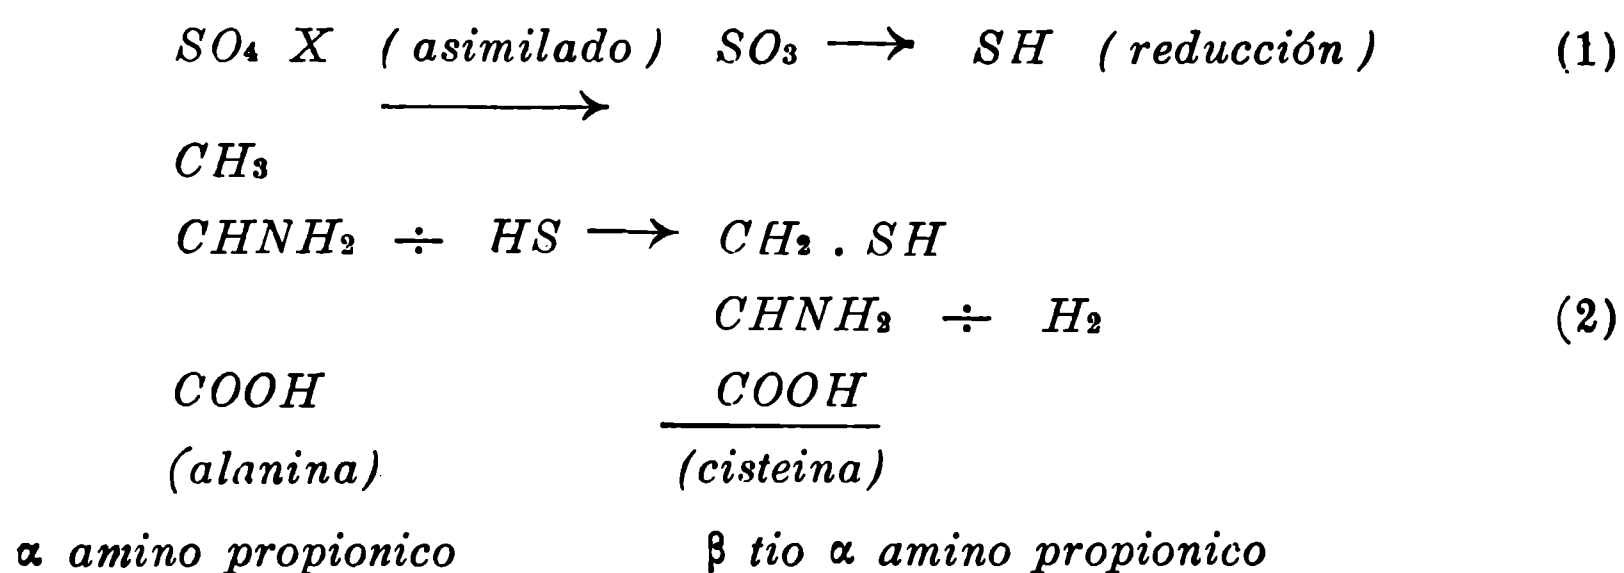 SO₄ X (asimilado) SO₃ → SH (reducción) (1)
⟶
CH₃
CHNH₂ ÷ HS → CH₂ . SH
CHNH₂ ÷ H₂ (2)
COOH COOH
(alanina) (cisteina)
α amino propionico β tio α amino propionico